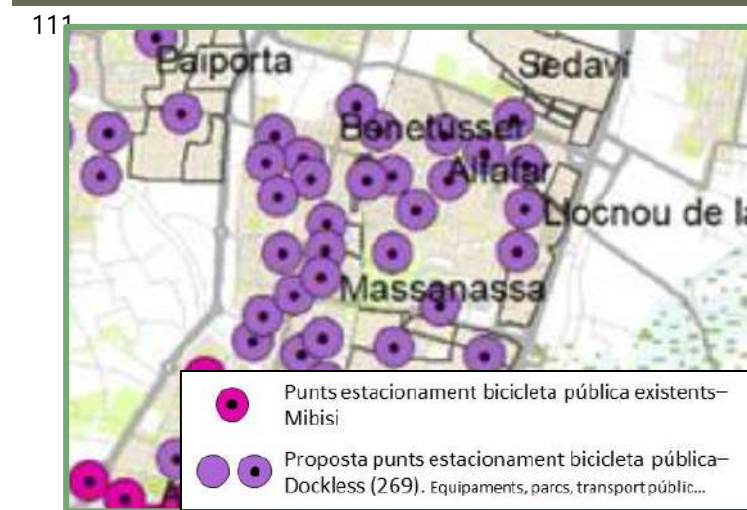 111
Paiporta
Sedaví
Benetússer
Alfafar
Llocnou de la
Massanassa
Punts estacionament bicicleta pública existents–
Mibisi
Proposta punts estacionament bicicleta pública–
Dockless (269). Equipaments, parcs, transport públic...